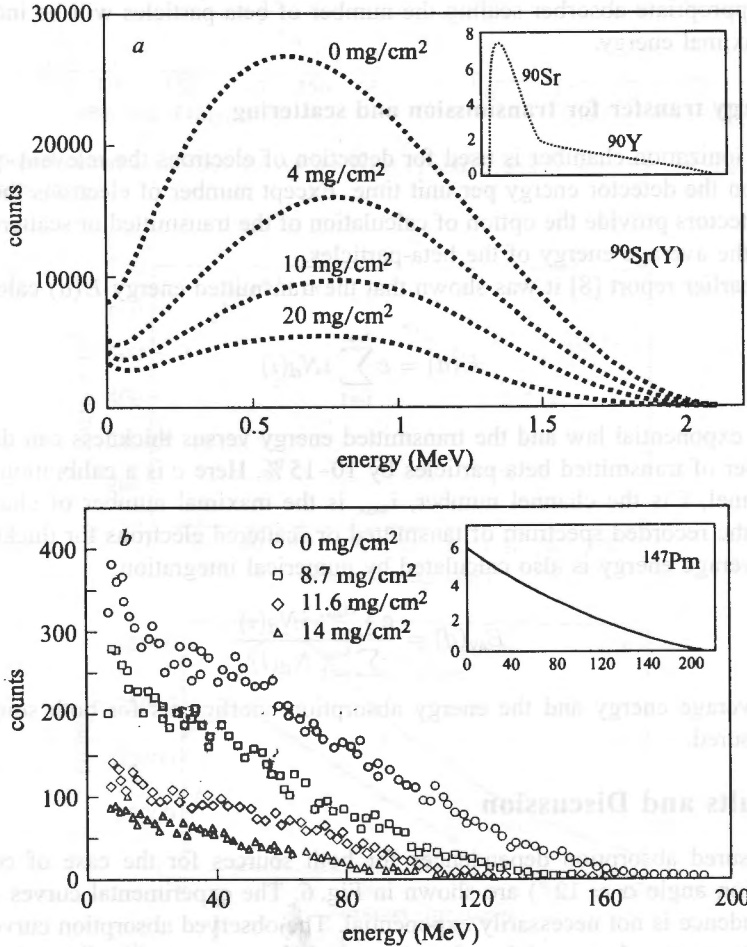 30000
20000
10000
0
counts
a
0 mg/cm²
4 mg/cm²
10 mg/cm²
20 mg/cm²
8
6
4
2
0
⁹⁰Sr
⁹⁰Y
⁹⁰Sr(Y)
0 0.5 1 1.5 2
energy (MeV)
400
300
200
100
0
counts
b
0 mg/cm²
8.7 mg/cm²
11.6 mg/cm²
14 mg/cm²
6
4
2
0
¹⁴⁷Pm
0 40 80 120 140 200
0 40 80 120 160 200
energy (MeV)